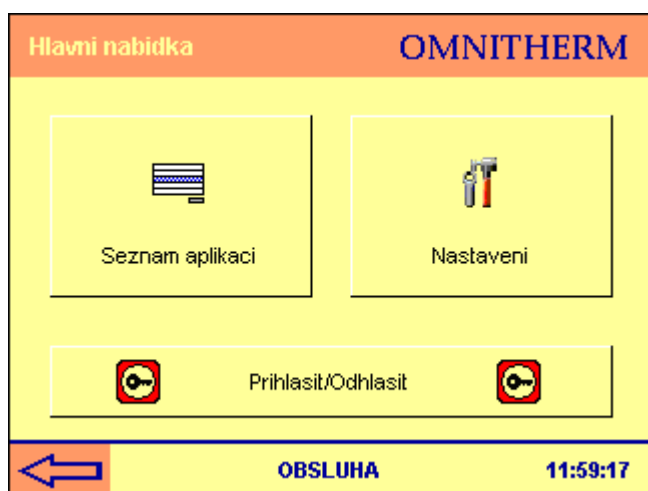 Hlavni nabidka
OMNITHERM
Seznam aplikaci
Nastaveni
Prihlasit/Odhlasit
OBSLUHA
11:59:17